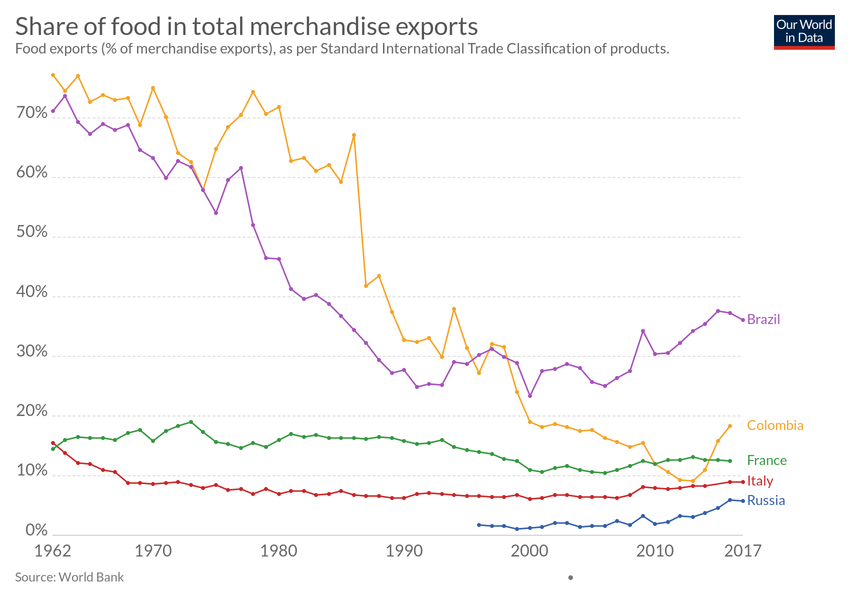 Share of food in total merchandise exports
Food exports (% of merchandise exports), as per Standard International Trade Classification of products.
Our World
in Data
70%
60%
50%
40%
30%
20%
10%
0%
Brazil
Colombia
France
Italy
Russia
1962 1970 1980 1990 2000 2010 2017
Source: World Bank